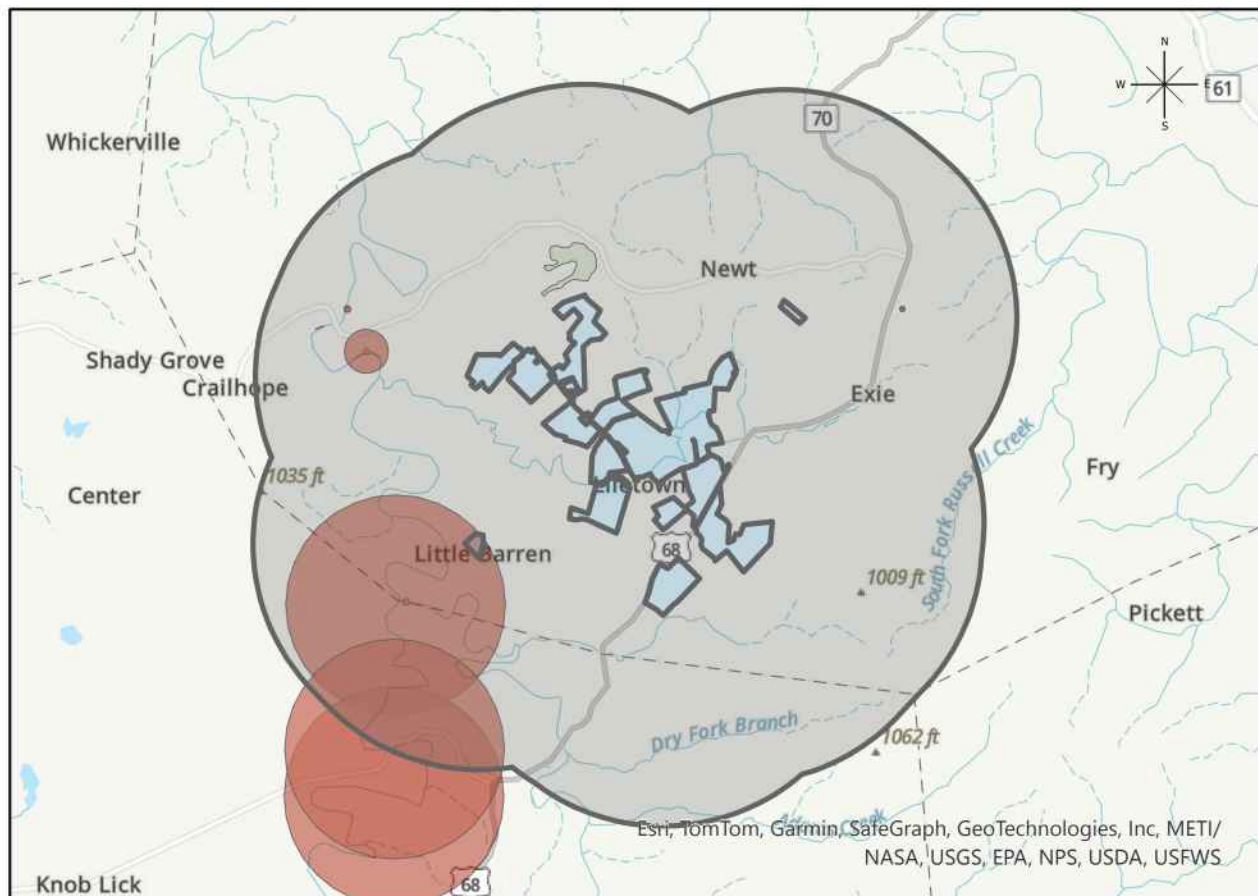 N
W E
S
61
70
Whickerville
Newt
Shady Grove
Crailhope
Exie
1035 ft
Fry
Center
68
Little Barren
1009 ft
South Fork Russell Creek
Pickett
Dry Fork Branch
1062 ft
Esri, TomTom, Garmin, SafeGraph, GeoTechnologies, Inc, METI/
NASA, USGS, EPA, NPS, USDA, USFWS
Knob Lick
68